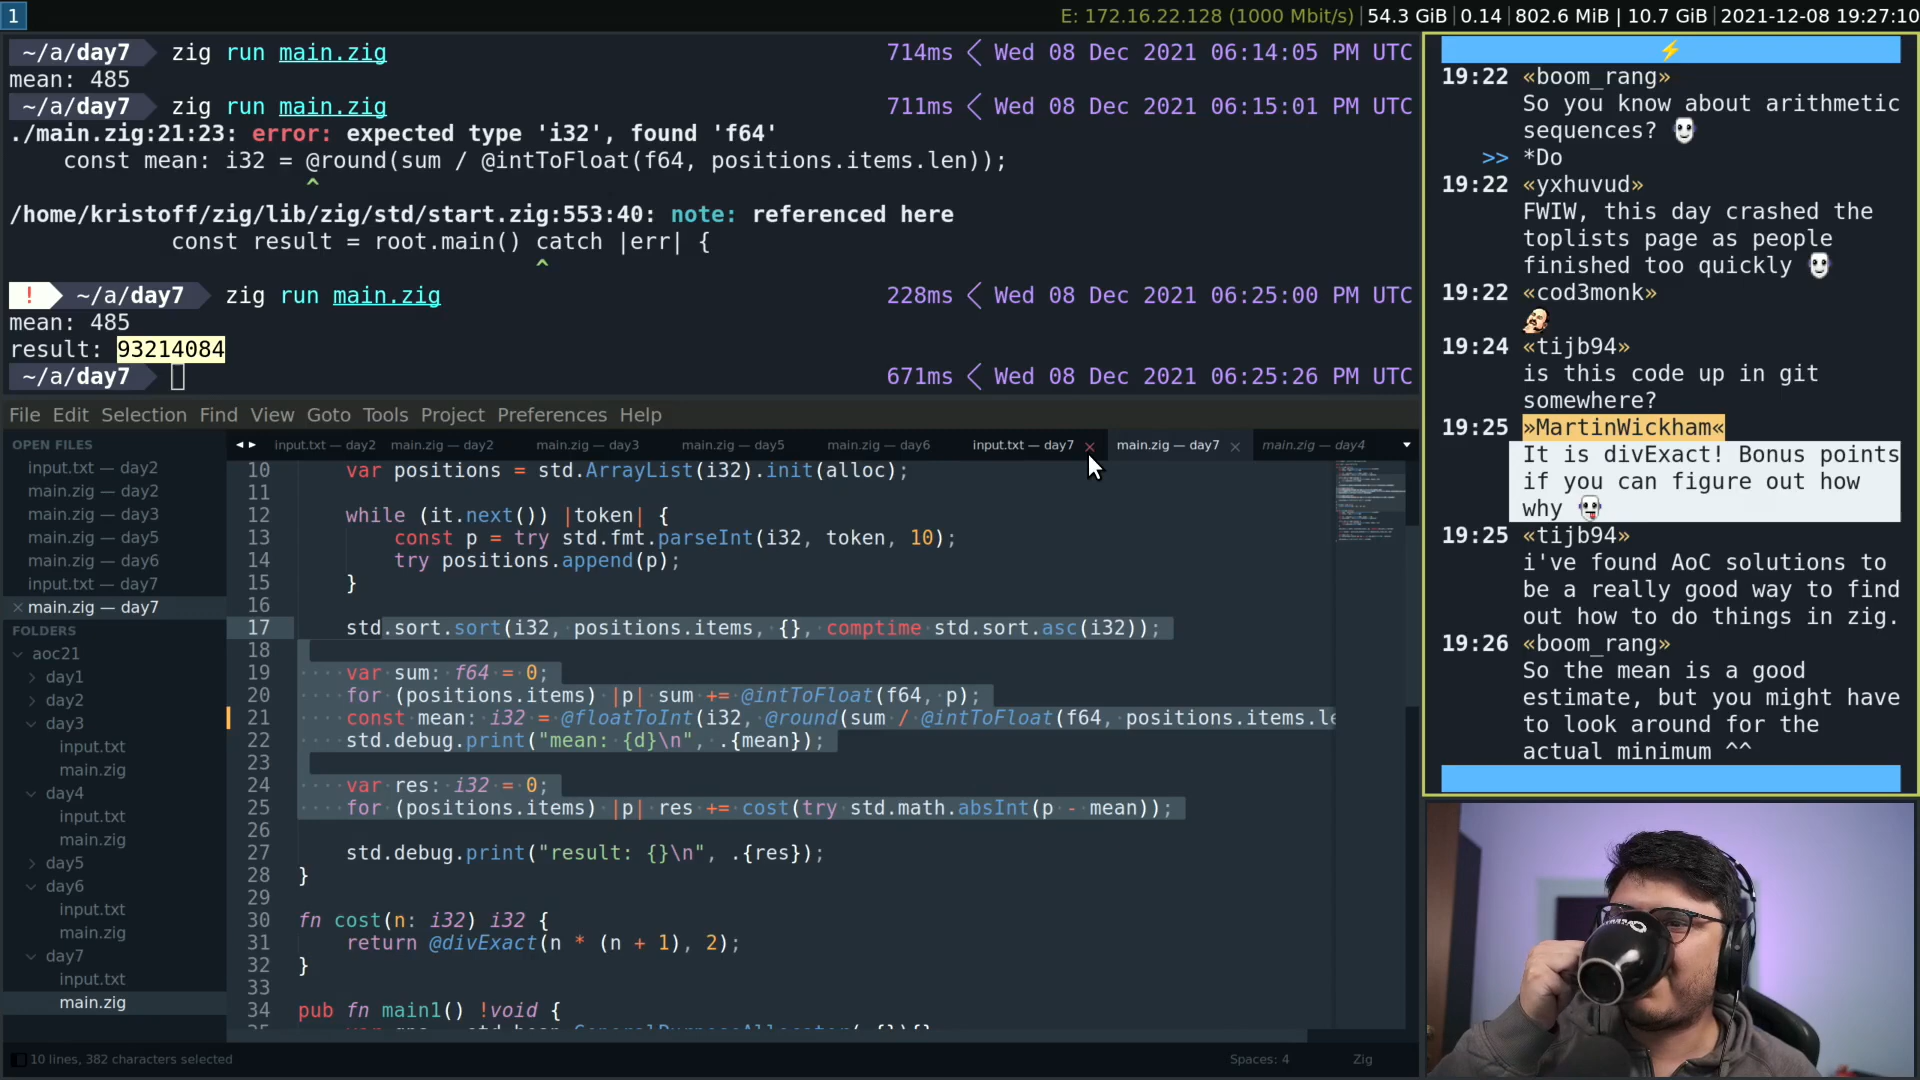 1
E: 172.16.22.128 (1000 Mbit/s)|54.3 GiB|0.14|802.6 MiB | 10.7 GiB|2021-12-08 19:27:10
~/a/day7 zig run main.zig 714ms Wed 08 Dec 2021 06:14:05 PM UTC
mean: 485
~/a/day7 zig run main.zig 711ms Wed 08 Dec 2021 06:15:01 PM UTC
./main.zig:21:23: error: expected type 'i32', found 'f64'
const mean: i32 = @round(sum / @intToFloat(f64, positions.items.len));
^
/home/kristoff/zig/lib/zig/std/start.zig:553:40: note: referenced here
const result = root.main() catch |err| {
^
! ~/a/day7 zig run main.zig 228ms Wed 08 Dec 2021 06:25:00 PM UTC
mean: 485
result: 93214084
~/a/day7 671ms Wed 08 Dec 2021 06:25:26 PM UTC
File Edit Selection Find View Goto Tools Project Preferences Help
OPEN FILES
input.txt — day2
main.zig — day2
main.zig — day3
main.zig — day5
main.zig — day6
input.txt — day7
main.zig — day7
FOLDERS
aoc21
day1
day2
day3
input.txt
main.zig
day4
input.txt
main.zig
day5
day6
input.txt
main.zig
day7
input.txt
main.zig
input.txt — day2 main.zig — day2 main.zig — day3 main.zig — day5 main.zig — day6 input.txt — day7 main.zig — day7 main.zig — day4
10 var positions = std.ArrayList(i32).init(alloc);
11
12 while (it.next()) |token| {
13 const p = try std.fmt.parseInt(i32, token, 10);
14 try positions.append(p);
15 }
16
17 std.sort.sort(i32, positions.items, {}, comptime std.sort.asc(i32));
18
19 var sum: f64 = 0;
20 for (positions.items) |p| sum += @intToFloat(f64, p);
21 const mean: i32 = @floatToInt(i32, @round(sum / @intToFloat(f64, positions.items.le
22 std.debug.print("mean: {d}\n", .{mean});
23
24 var res: i32 = 0;
25 for (positions.items) |p| res += cost(try std.math.absInt(p - mean));
26
27 std.debug.print("result: {}\n", .{res});
28 }
29
30 fn cost(n: i32) i32 {
31 return @divExact(n * (n + 1), 2);
32 }
33
34 pub fn main1() !void {
10 lines, 382 characters selected Spaces: 4 Zig
19:22 «boom_rang»
So you know about arithmetic
sequences?
>> *Do
19:22 «yxhuvud»
FWIW, this day crashed the
toplists page as people
finished too quickly
19:22 «cod3monk»
19:24 «tijb94»
is this code up in git
somewhere?
19:25 »MartinWickham«
It is divExact! Bonus points
if you can figure out how
why
19:25 «tijb94»
i've found AoC solutions to
be a really good way to find
out how to do things in zig.
19:26 «boom_rang»
So the mean is a good
estimate, but you might have
to look around for the
actual minimum ^^